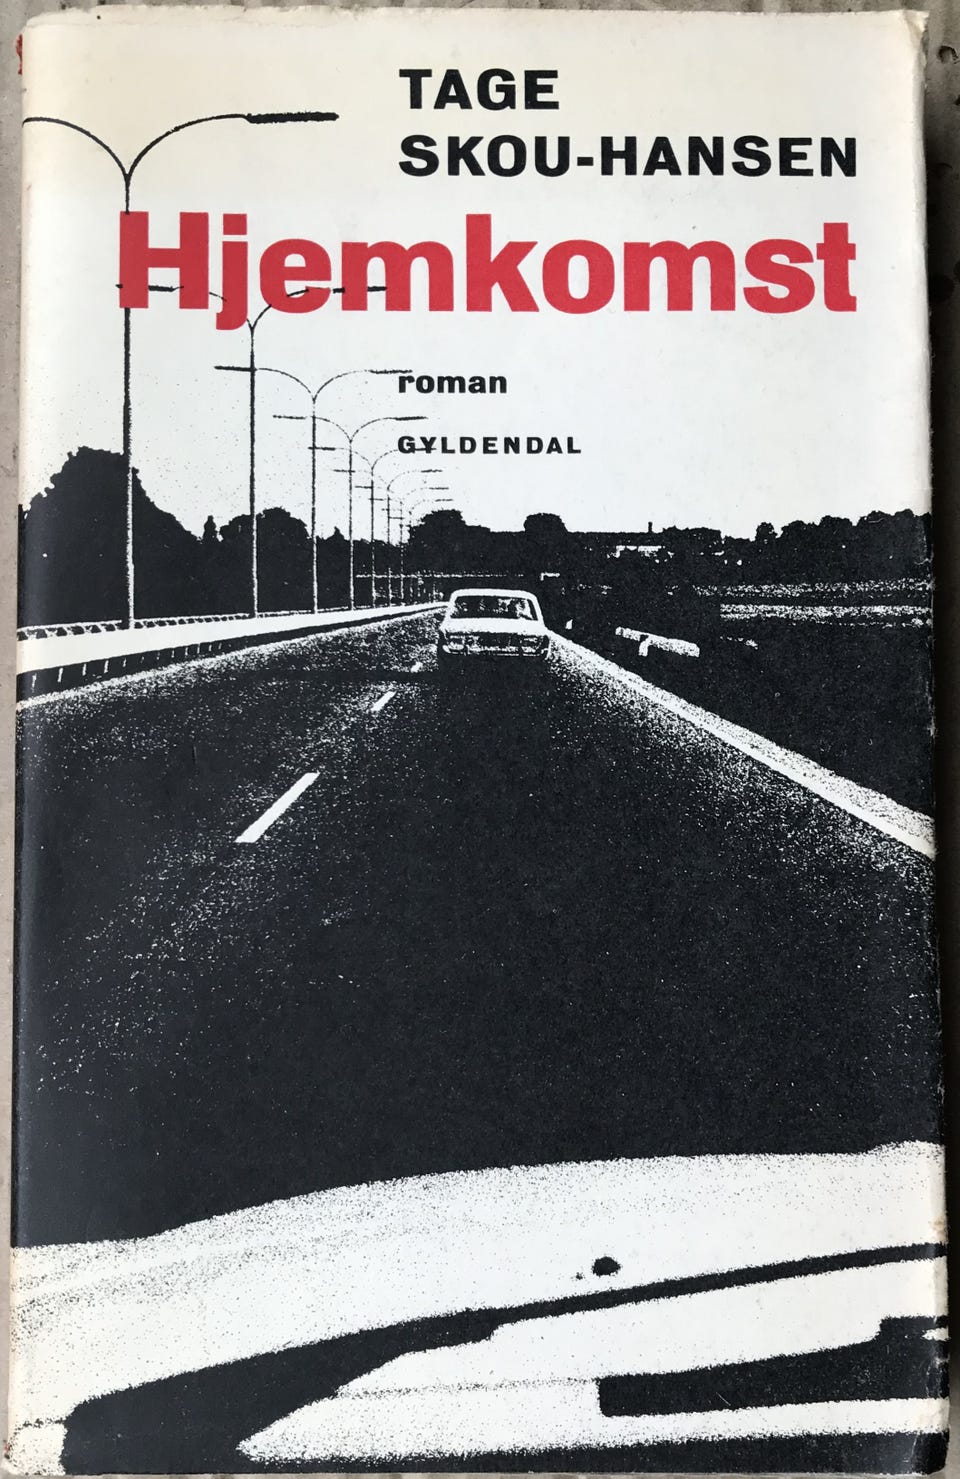 TAGE
SKOU-HANSEN
Hjemkomst
roman
GYLDENDAL